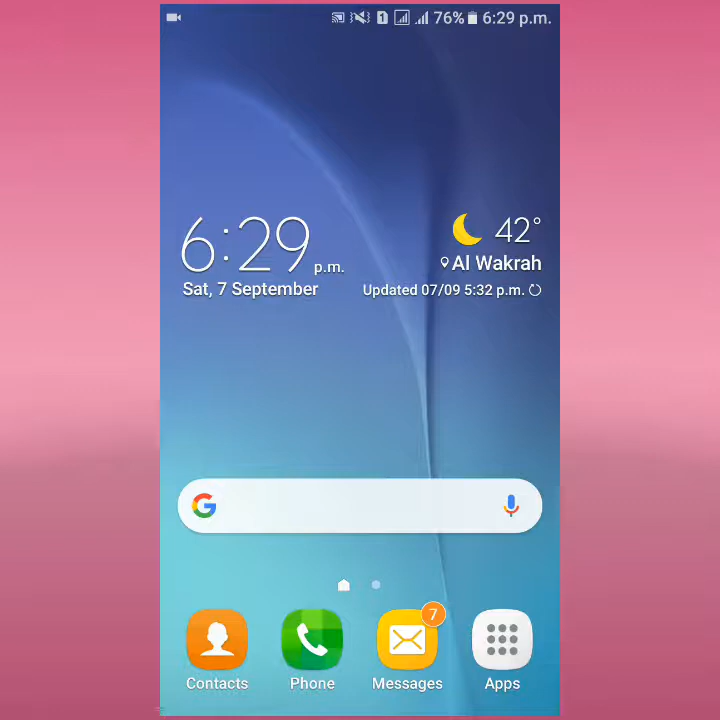 1 76% 6:29 p.m.
6:29 p.m.
42°
Al Wakrah
Sat, 7 September
Updated 07/09 5:32 p.m.
G
7
Contacts Phone Messages Apps